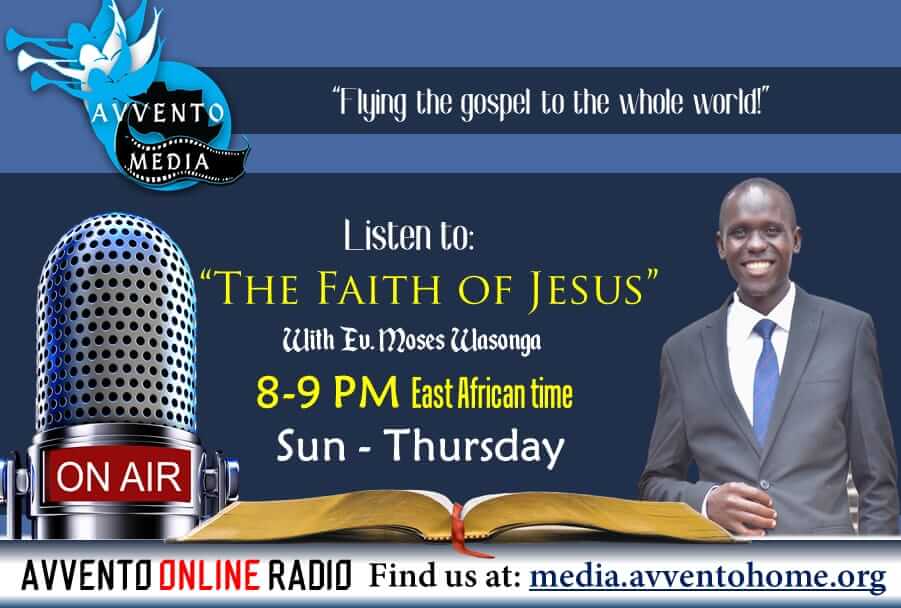 AVVENTO
MEDIA
“Flying the gospel to the whole world!”
Listen to:
“The Faith of Jesus”
With Ev. Moses Wasonga
8-9 PM East African time
Sun - Thursday
ON AIR
AVVENTO ONLINE RADIO Find us at: media.avventohome.org